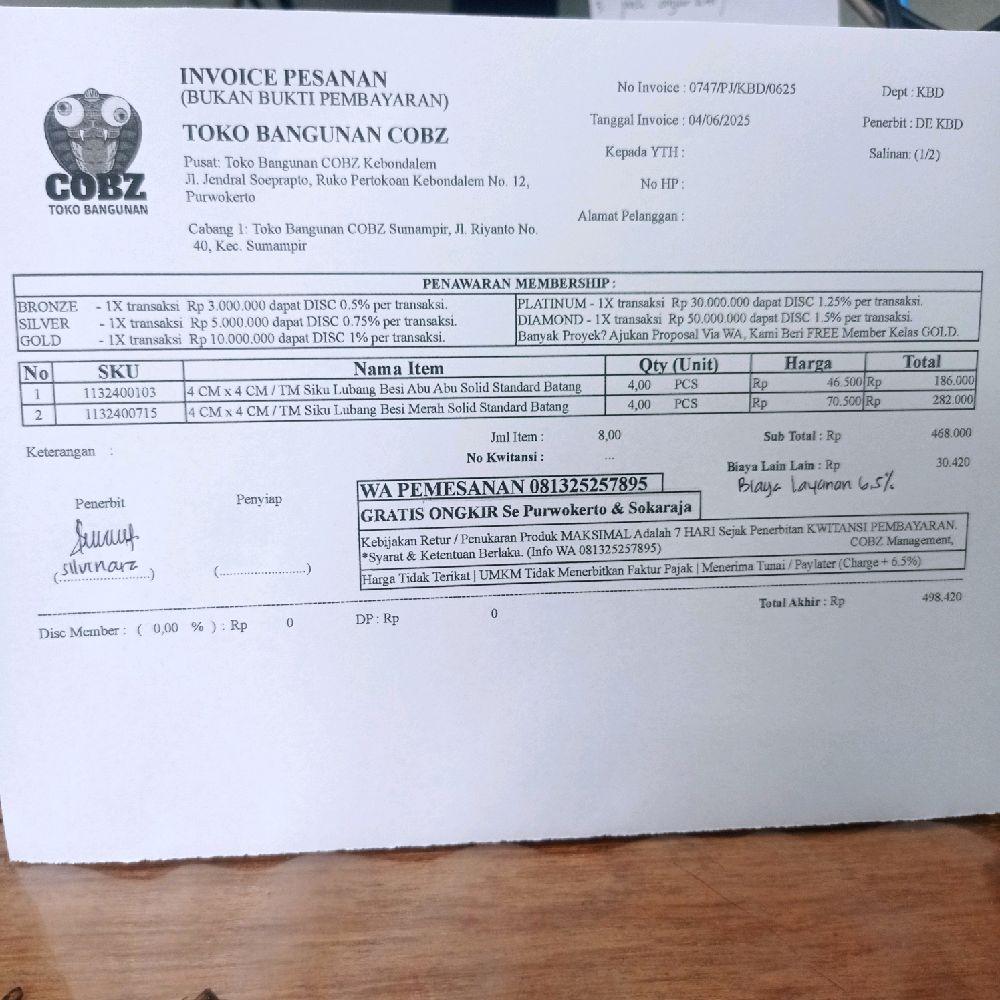 INVOICE PESANAN
(BUKAN BUKTI PEMBAYARAN)
TOKO BANGUNAN COBZ
Pusat: Toko Bangunan COBZ Kebondalem
Jl. Jendral Soeprapto, Ruko Pertokoan Kebondalem No. 12,
Purwokerto
Cabang 1: Toko Bangunan COBZ Sumampir, Jl. Riyanto No.
40, Kec. Sumampir
COBZ
TOKO BANGUNAN
No Invoice : 0747/PJ/KBD/0625
Tanggal Invoice : 04/06/2025
Kepada YTH :
No HP :
Alamat Pelanggan :
Dept : KBD
Penerbit : DE KBD
Salinan: (1/2)
PENAWARAN MEMBERSHIP :
BRONZE - 1X transaksi Rp 3.000.000 dapat DISC 0.5% per transaksi.
SILVER - 1X transaksi Rp 5.000.000 dapat DISC 0.75% per transaksi.
GOLD - 1X transaksi Rp 10.000.000 dapat DISC 1% per transaksi.
PLATINUM - 1X transaksi Rp 30.000.000 dapat DISC 1.25% per transaksi.
DIAMOND - 1X transaksi Rp 50.000.000 dapat DISC 1.5% per transaksi.
Banyak Proyek? Ajukan Proposal Via WA, Kami Beri FREE Member Kelas GOLD.
No SKU Nama Item Qty (Unit) Harga Total
1 1132400103 4 CM x 4 CM / TM Siku Lubang Besi Abu Abu Solid Standard Batang 4,00 PCS Rp 46.500 Rp 186.000
2 1132400715 4 CM x 4 CM / TM Siku Lubang Besi Merah Solid Standard Batang 4,00 PCS Rp 70.500 Rp 282.000
Keterangan :
Jml Item : 8,00
No Kwitansi : ...
Sub Total : Rp 468.000
Biaya Lain Lain : Rp 30.420
Biaya Layanan 6.5%
Penerbit
Penyiap
silvinara
(........................)
(........................)
WA PEMESANAN 081325257895
GRATIS ONGKIR Se Purwokerto & Sokaraja
Kebijakan Retur / Penukaran Produk MAKSIMAL Adalah 7 HARI Sejak Penerbitan KWITANSI PEMBAYARAN.
*Syarat & Ketentuan Berlaku. (Info WA 081325257895) COBZ Management,
Harga Tidak Terikat | UMKM Tidak Menerbitkan Faktur Pajak | Menerima Tunai / Paylater (Charge + 6.5%)
Disc Member : ( 0,00 % ) : Rp 0 DP : Rp 0 Total Akhir : Rp 498.420